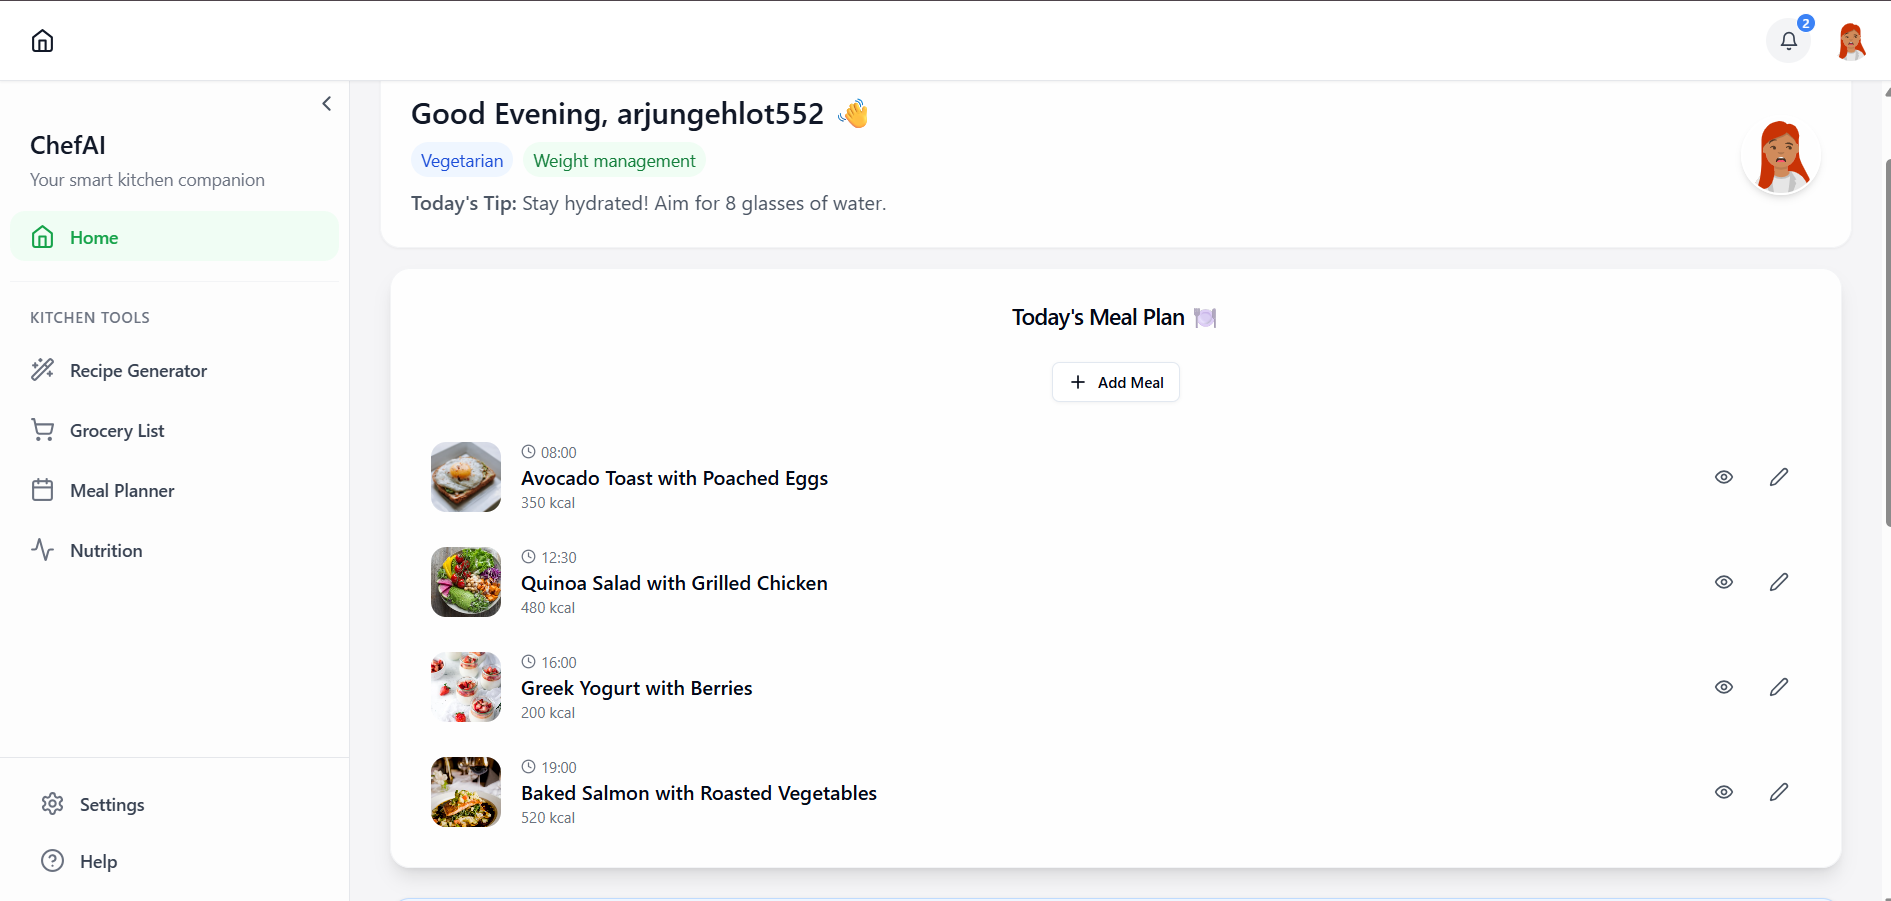 2
ChefAI
Your smart kitchen companion
Home
KITCHEN TOOLS
Recipe Generator
Grocery List
Meal Planner
Nutrition
Settings
Help
Good Evening, arjungehlot552 👋
Vegetarian Weight management
Today's Tip: Stay hydrated! Aim for 8 glasses of water.
Today's Meal Plan 🍽️
+ Add Meal
08:00
Avocado Toast with Poached Eggs
350 kcal
12:30
Quinoa Salad with Grilled Chicken
480 kcal
16:00
Greek Yogurt with Berries
200 kcal
19:00
Baked Salmon with Roasted Vegetables
520 kcal